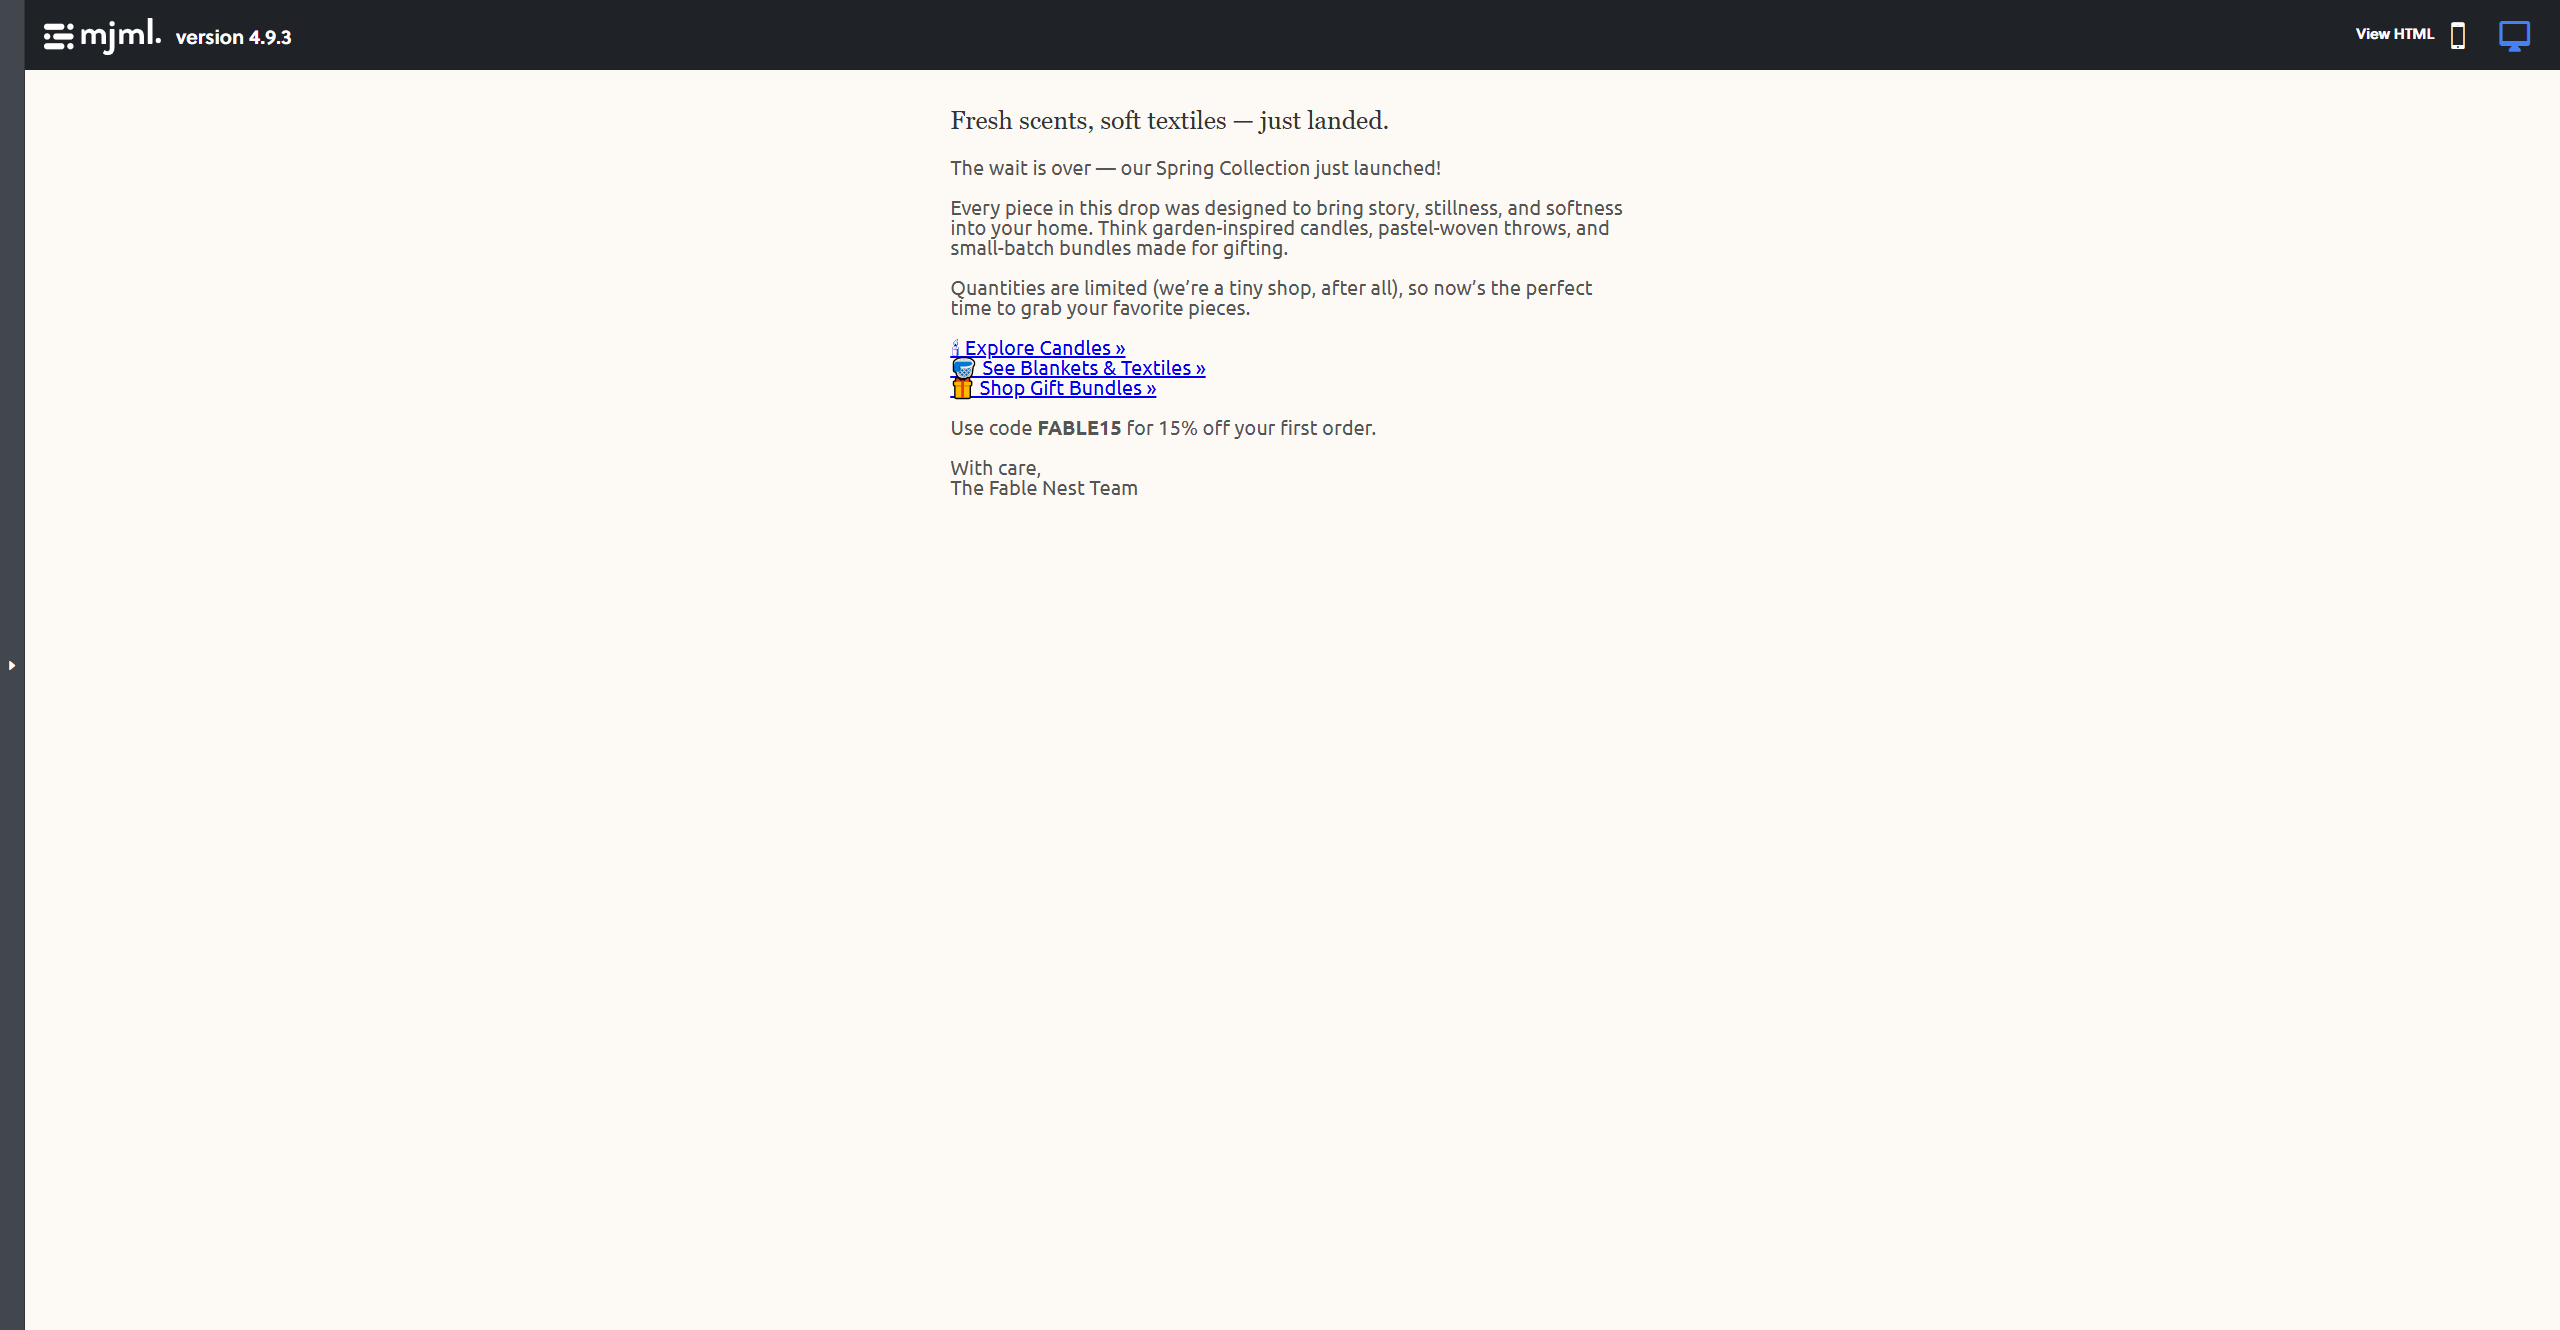 mjml. version 4.9.3
View HTML
Fresh scents, soft textiles — just landed.
The wait is over — our Spring Collection just launched!
Every piece in this drop was designed to bring story, stillness, and softness
into your home. Think garden-inspired candles, pastel-woven throws, and
small-batch bundles made for gifting.
Quantities are limited (we’re a tiny shop, after all), so now’s the perfect
time to grab your favorite pieces.
Explore Candles »
See Blankets & Textiles »
Shop Gift Bundles »
Use code FABLE15 for 15% off your first order.
With care,
The Fable Nest Team